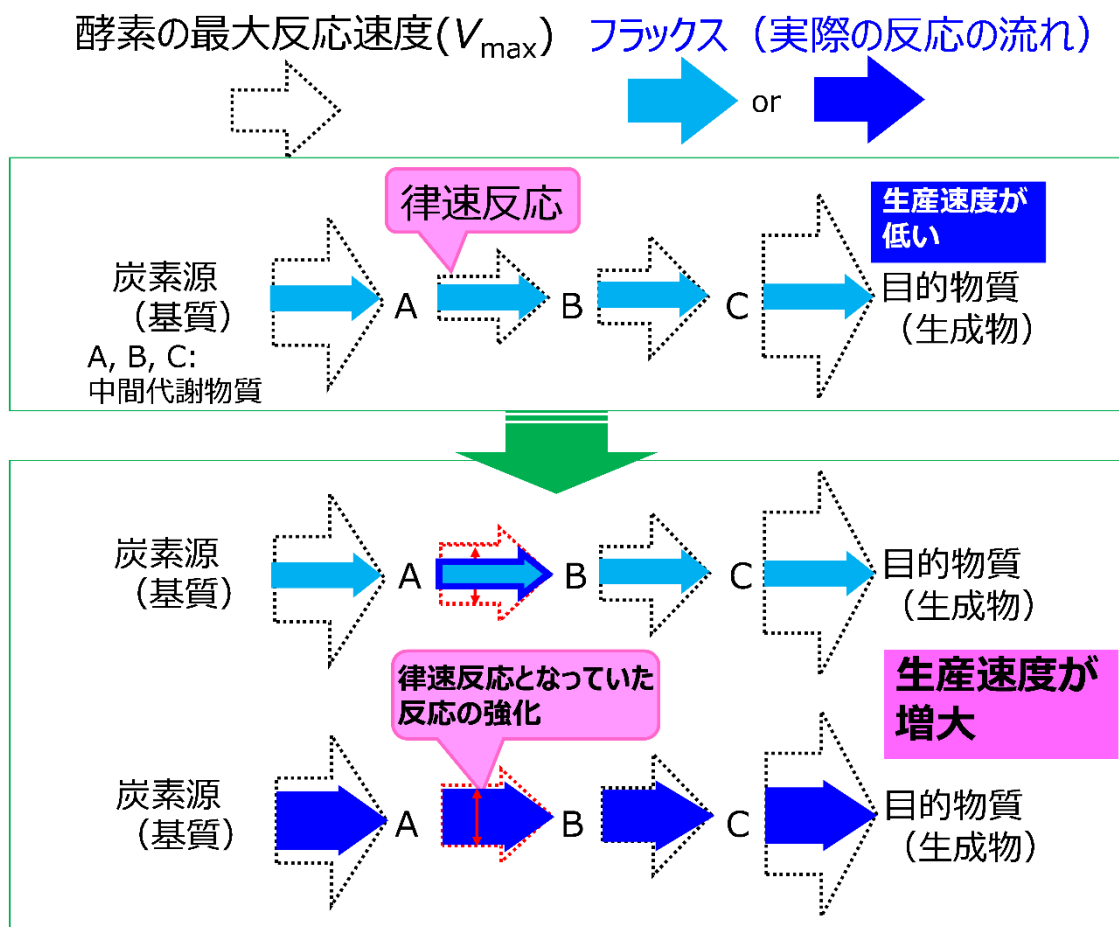 酵素の最大反応速度(Vmax)
フラックス（実際の反応の流れ）
or
律速反応
生産速度が
低い
炭素源
（基質）
A
B
C
目的物質
（生成物）
A, B, C:
中間代謝物質
炭素源
（基質）
A
B
C
目的物質
（生成物）
律速反応となっていた
反応の強化
生産速度が
増大
炭素源
（基質）
A
B
C
目的物質
（生成物）